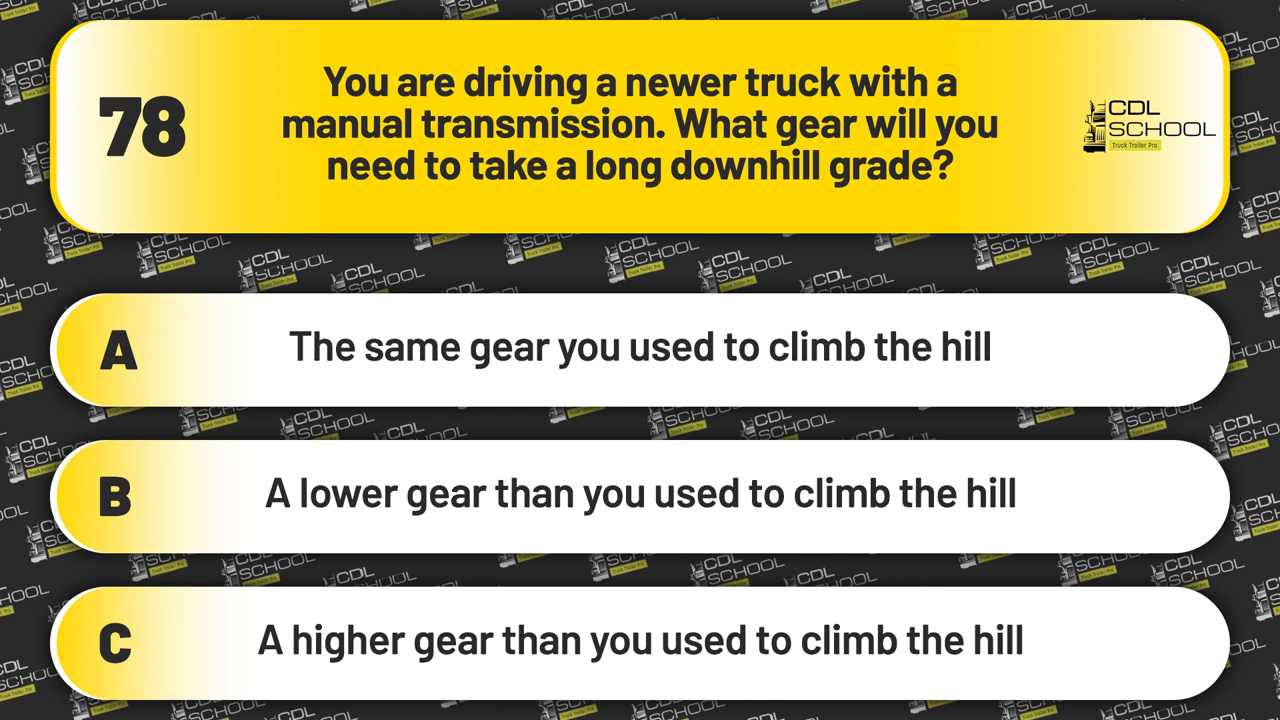 78
You are driving a newer truck with a
manual transmission. What gear will you
need to take a long downhill grade?
CDL
SCHOOL
Truck Trailer Pro
A
The same gear you used to climb the hill
B
A lower gear than you used to climb the hill
C
A higher gear than you used to climb the hill